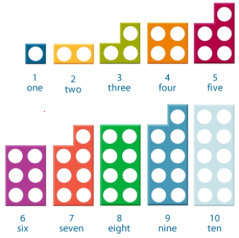 1 2 3 4 5
one two three four five
6 7 8 9 10
six seven eight nine ten